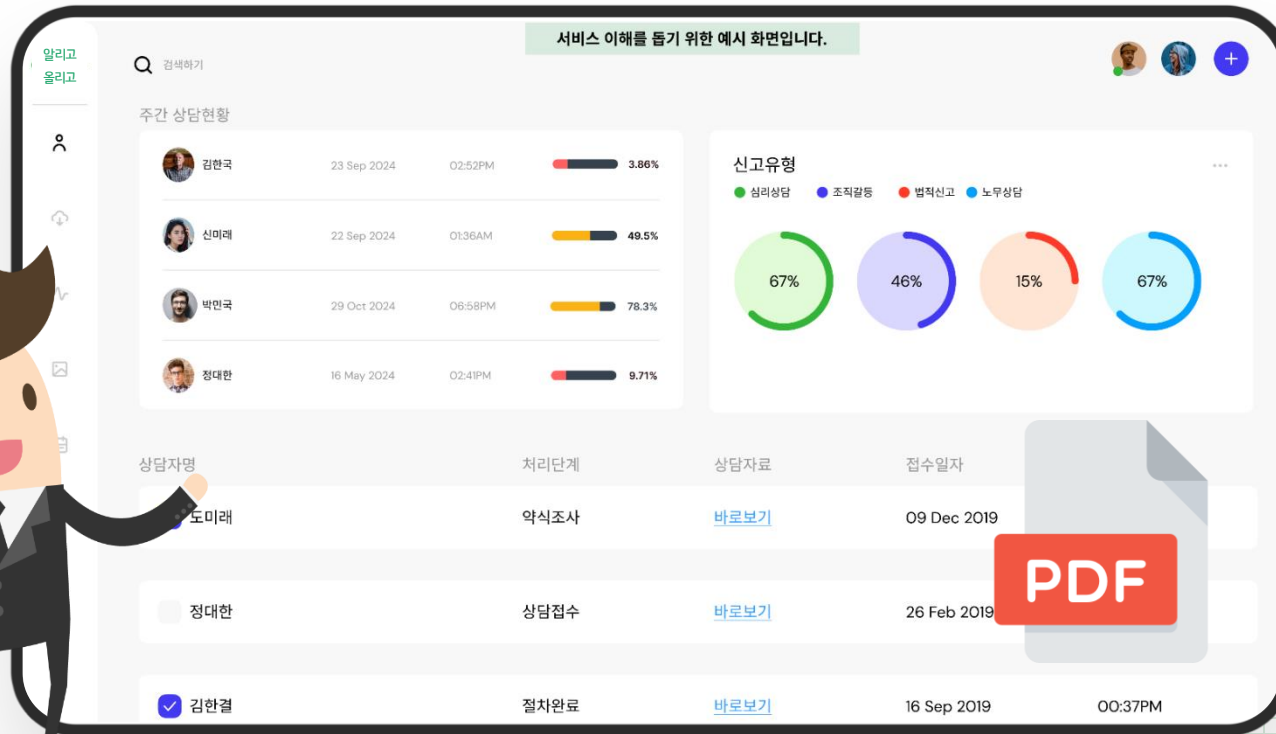 서비스 이해를 돕기 위한 예시 화면입니다.
알리고
올리고
검색하기
주간 상담현황
김한국 23 Sep 2024 02:52PM 3.86%
신미래 22 Sep 2024 01:36AM 49.5%
박민국 29 Oct 2024 06:58PM 78.3%
정대한 16 May 2024 02:41PM 9.71%
신고유형
심리상담 조직갈등 법적신고 노무상담
67% 46% 15% 67%
상담자명 처리단계 상담자료 접수일자
도미래 약식조사 바로보기 09 Dec 2019
정대한 상담접수 바로보기 26 Feb 2019
PDF
김한결 절차완료 바로보기 16 Sep 2019 00:37PM